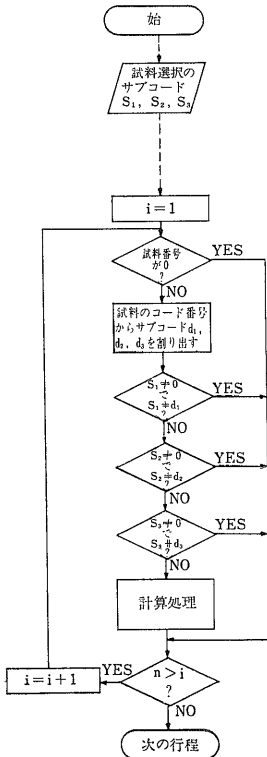 始
試料選択の
サブコード
S₁, S₂, S₃
i=1
試料番号
が0
?
YES
NO
試料のコード番号
からサブコードd₁,
d₂, d₃を割り出す
S₁≠0
で
S₁≠d₁
?
YES
NO
S₂≠0
で
S₂≠d₂
?
YES
NO
S₃≠0
で
S₃≠d₃
?
YES
NO
計算処理
n>i
?
YES
i=i+1
NO
次の行程